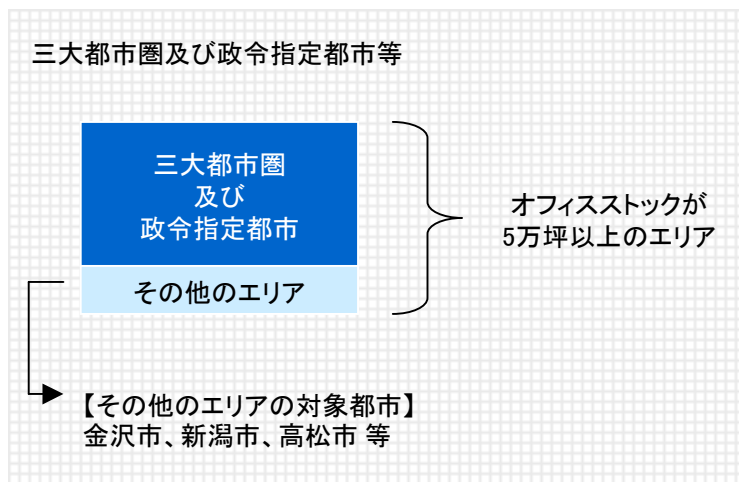 三大都市圏及び政令指定都市等
三大都市圏
及び
政令指定都市
その他のエリア
オフィスストックが
5万坪以上のエリア
【その他のエリアの対象都市】
金沢市、新潟市、高松市 等